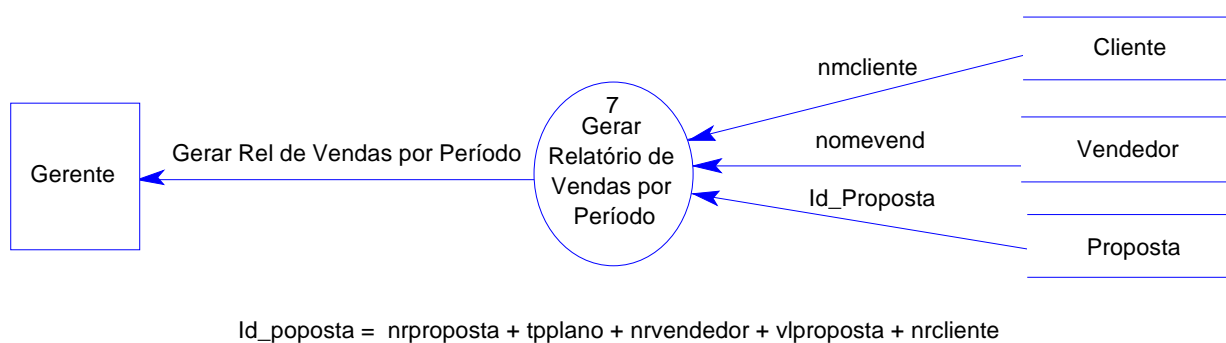 Cliente
nmcliente
7
Gerar
Relatório de
Vendas por
Período
Gerar Rel de Vendas por Período
Gerente
nomevend
Vendedor
Id_Proposta
Proposta
Id_poposta = nrproposta + tpplano + nrvendedor + vlproposta + nrcliente